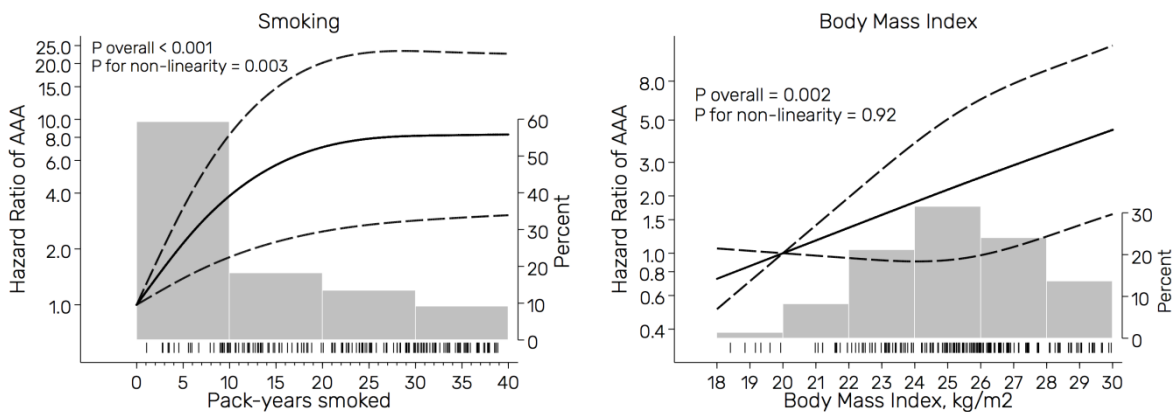 Smoking
P overall < 0.001
P for non-linearity = 0.003
Hazard Ratio of AAA
25.0
20.0
15.0
10.0
8.0
6.0
4.0
2.0
1.0
60
50
40
30
20
10
0
Percent
0 5 10 15 20 25 30 35 40
Pack-years smoked
Body Mass Index
P overall = 0.002
P for non-linearity = 0.92
Hazard Ratio of AAA
8.0
5.0
3.0
2.0
1.5
1.0
0.8
0.6
0.4
30
20
10
0
Percent
18 19 20 21 22 23 24 25 26 27 28 29 30
Body Mass Index, kg/m2